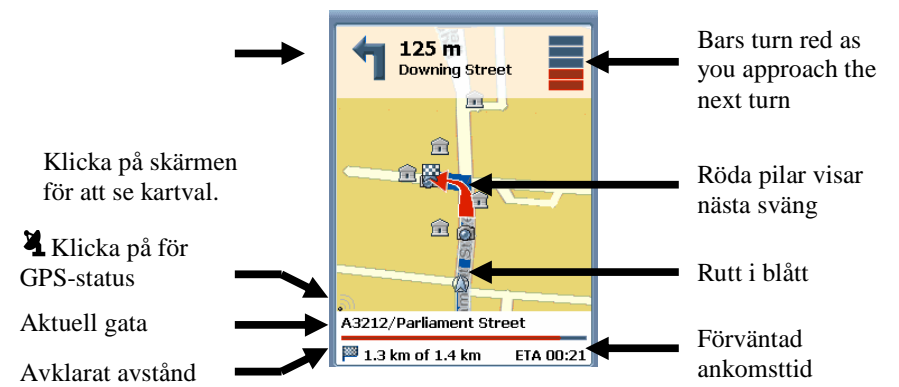 125 m
Downing Street
Bars turn red as
you approach the
next turn
Klicka på skärmen
för att se kartval.
Röda pilar visar
nästa sväng
Klicka på för
GPS-status
Rutt i blått
Aktuell gata
A3212/Parliament Street
Avklarat avstånd
1.3 km of 1.4 km
ETA 00:21
Förväntad
ankomsttid